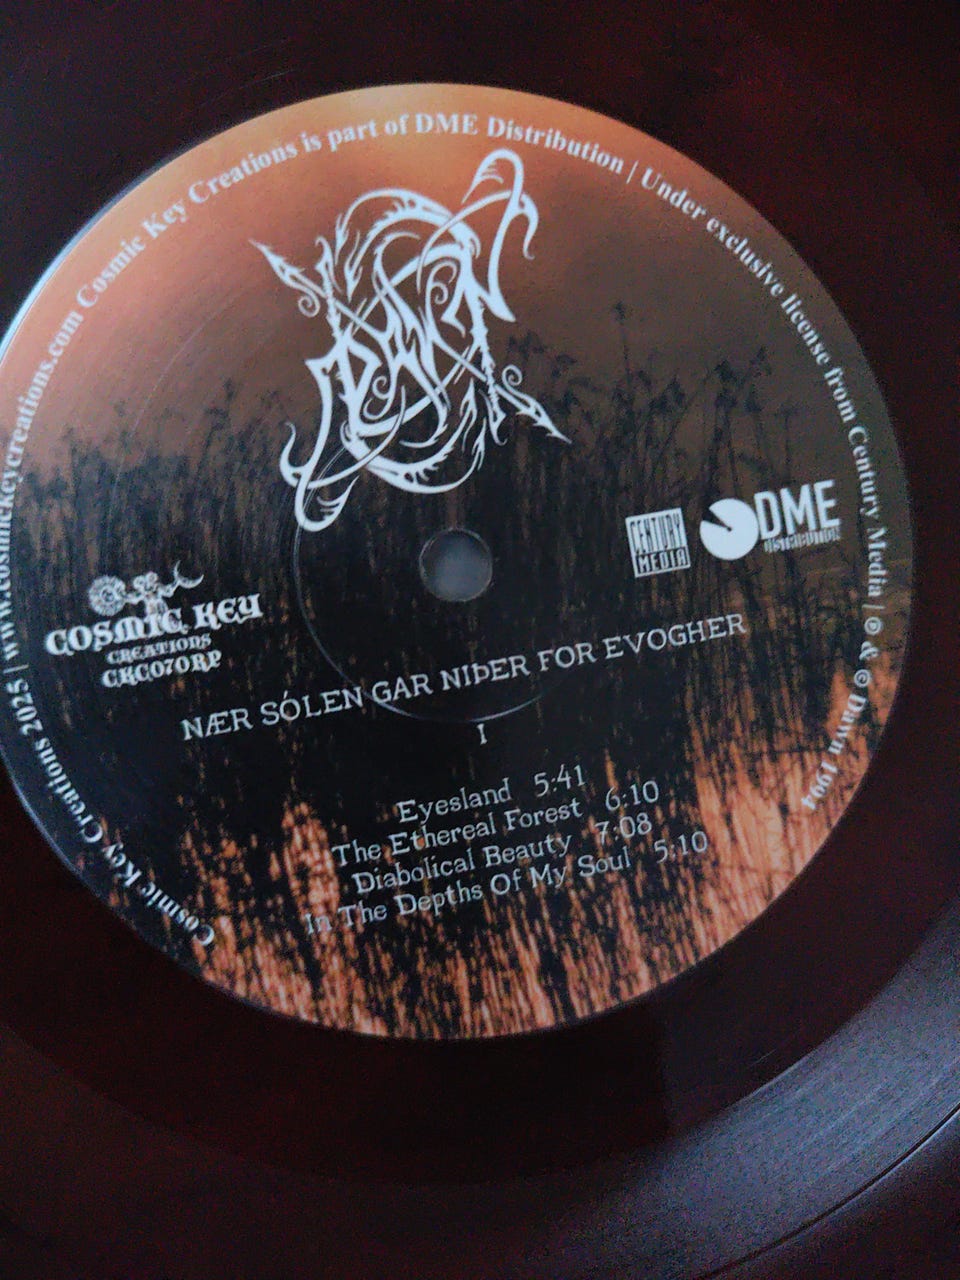 Cosmic Key Creations 2025 | www.cosmickeycreations.com Cosmic Key Creations is part of DME Distribution | Under exclusive license from Century Media | ℗ & © Dawn 1994
DAWN
CENTURY
MEDIA
DME
DISTRIBUTION
COSMIC KEY
CREATIONS
CKC070RP
NÆR SÓLEN GAR NIÞER FOR EVOGHER
I
Eyesland 5:41
The Ethereal Forest 6:10
Diabolical Beauty 7:08
In The Depths Of My Soul 5:10